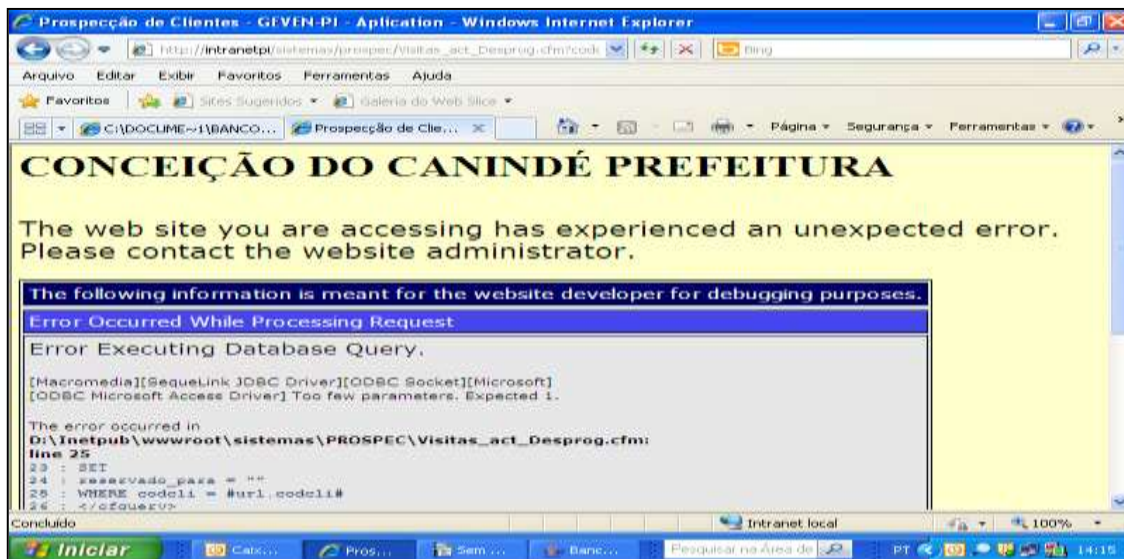 Prospecção de Clientes - GEVEN-PI - Aplication - Windows Internet Explorer
http://intranetpi/sistemas/prospec/Visitas_act_Desprog.cfm?codc
Bing
Arquivo Editar Exibir Favoritos Ferramentas Ajuda
Favoritos Sites Sugeridos Galeria do Web Slice
C:\DOCUME~1\BANCO... Prospecção de Clie... Página Segurança Ferramentas
CONCEIÇÃO DO CANINDÉ PREFEITURA
The web site you are accessing has experienced an unexpected error.
Please contact the website administrator.
The following information is meant for the website developer for debugging purposes.
Error Occurred While Processing Request
Error Executing Database Query.
[Macromedia][SequeLink JDBC Driver][ODBC Socket][Microsoft]
[ODBC Microsoft Access Driver] Too few parameters. Expected 1.
The error occurred in
D:\Inetpub\wwwroot\sistemas\PROSPEC\Visitas_act_Desprog.cfm:
line 25
23 : SET
24 : reservado_para = ""
25 : WHERE codcli = #url.codcli#
26 : </cfquery>
Concluído Intranet local 100%
Iniciar Caix... Pros... Sem ... Banc... Pesquisar na Área de PT 14:15